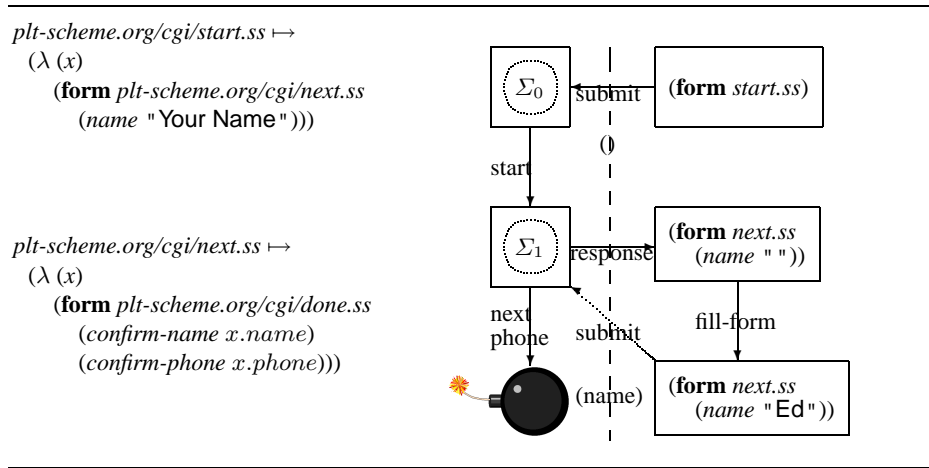 plt-scheme.org/cgi/start.ss ↦
(λ (x)
(form plt-scheme.org/cgi/next.ss
(name "Your Name")))
plt-scheme.org/cgi/next.ss ↦
(λ (x)
(form plt-scheme.org/cgi/done.ss
(confirm-name x.name)
(confirm-phone x.phone)))
Σ0
submit
(form start.ss)
()
start
Σ1
response
(form next.ss
(name ""))
next
phone
submit
fill-form
(name)
(form next.ss
(name "Ed"))